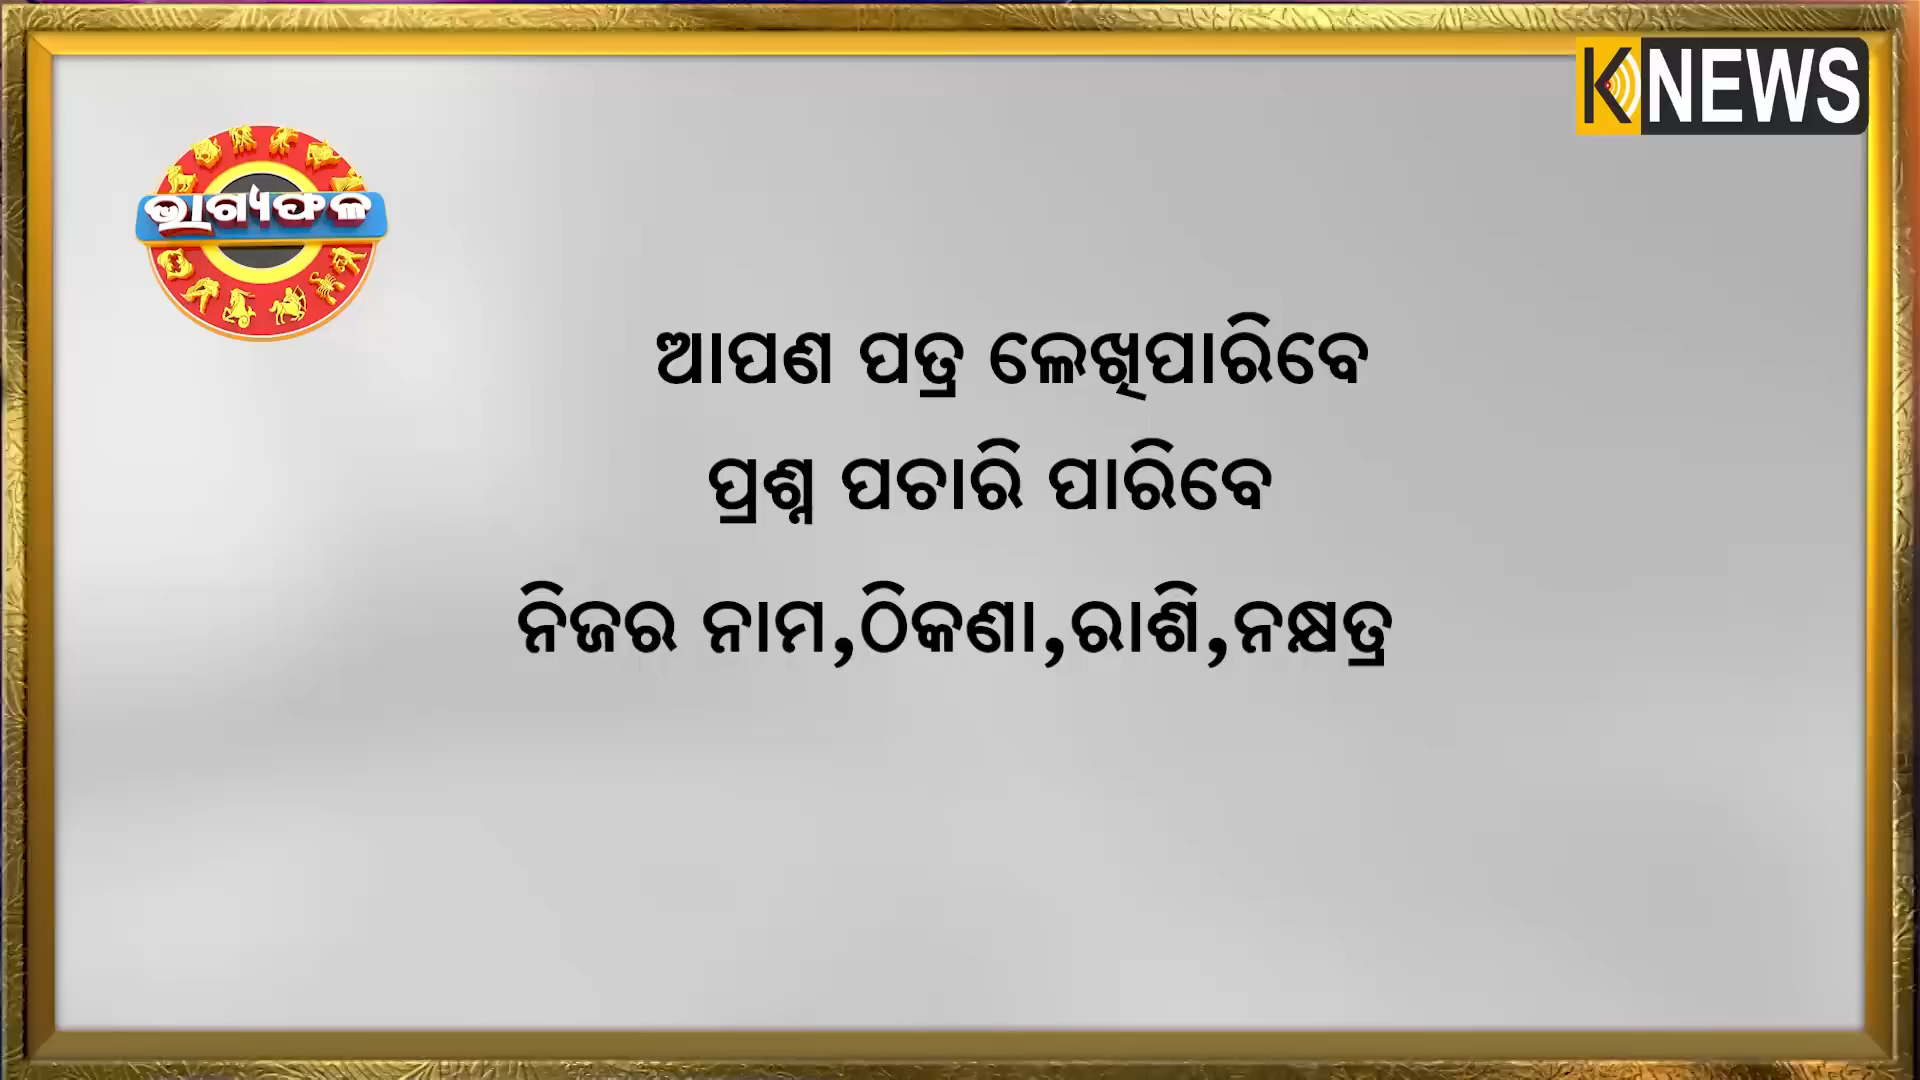 KNEWS
ଭାଗ୍ୟଫଳ
ଆପଣ ପତ୍ର ଲେଖିପାରିବେ
ପ୍ରଶ୍ନ ପଚାରି ପାରିବେ
ନିଜର ନାମ,ଠିକଣା,ରାଶି,ନକ୍ଷତ୍ର